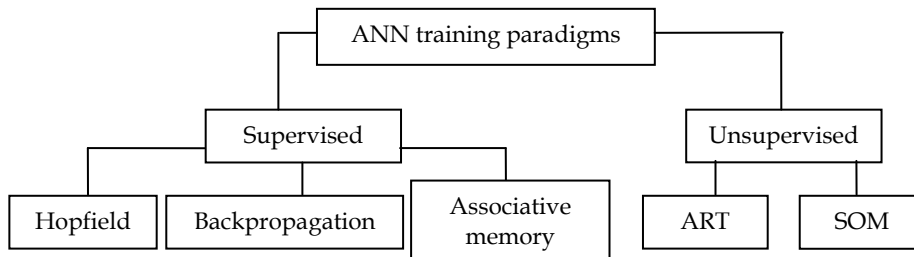 ANN training paradigms
Supervised
Unsupervised
Hopfield
Backpropagation
Associative
memory
ART
SOM